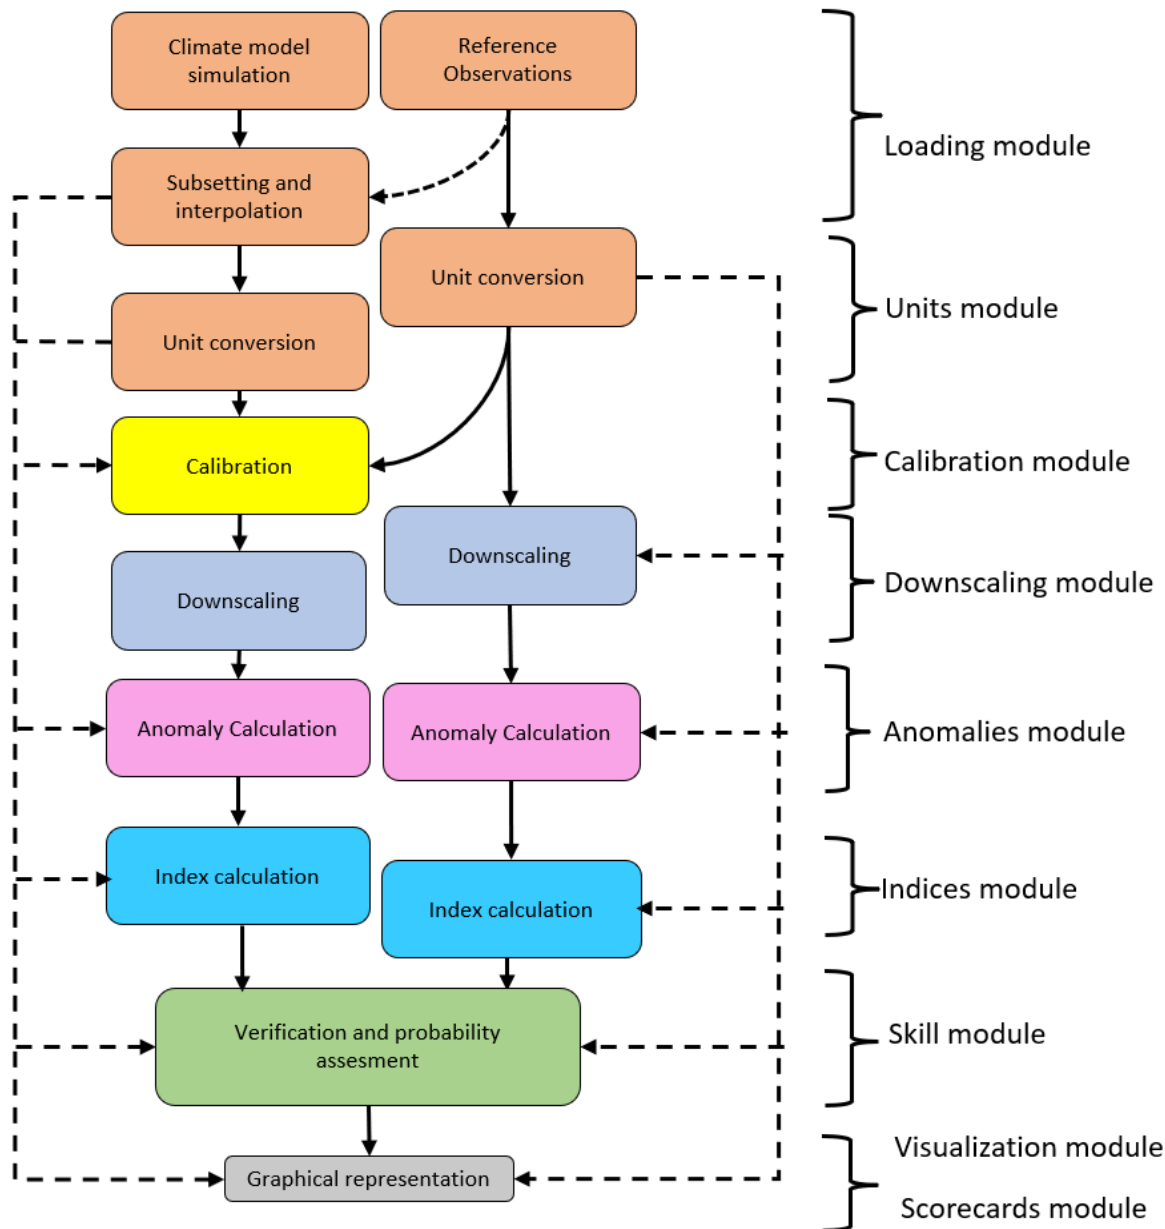 Climate model
simulation
Reference
Observations
Loading module
Subsetting and
interpolation
Unit conversion
Units module
Unit conversion
Calibration
Calibration module
Downscaling
Downscaling module
Downscaling
Anomaly Calculation
Anomaly Calculation
Anomalies module
Index calculation
Indices module
Index calculation
Verification and probability
assesment
Skill module
Visualization module
Graphical representation
Scorecards module